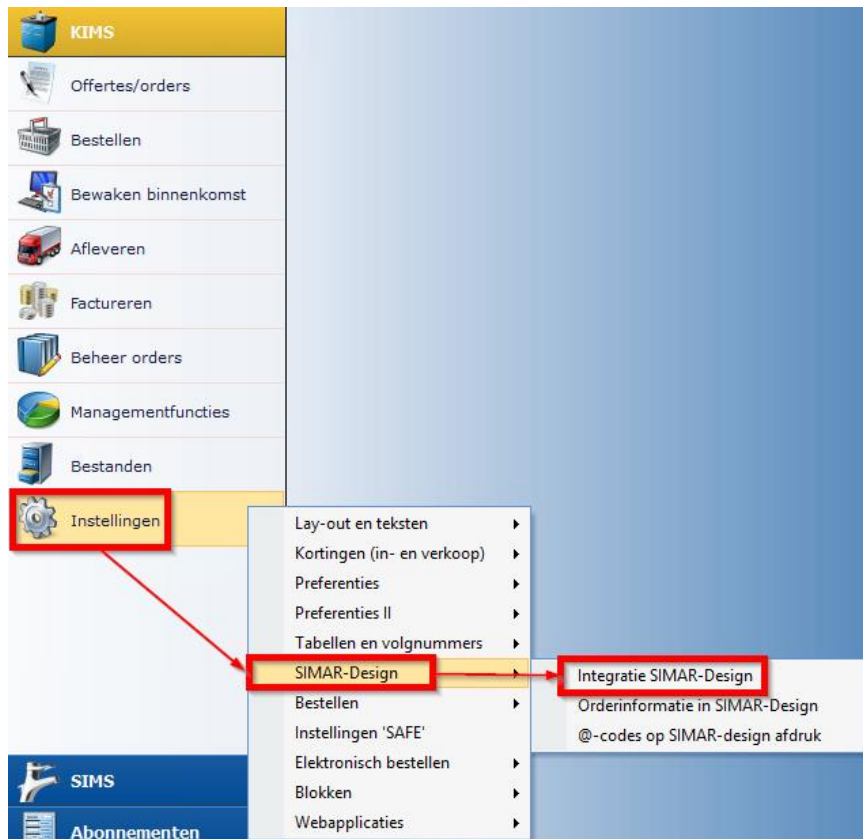 KIMS
Offertes/orders
Bestellen
Bewaken binnenkomst
Afleveren
Factureren
Beheer orders
Managementfuncties
Bestanden
Instellingen
Lay-out en teksten
Kortingen (in- en verkoop)
Preferenties
Preferenties II
Tabellen en volgnummers
SIMAR-Design
Bestellen
Instellingen 'SAFE'
Elektronisch bestellen
Blokken
Webapplicaties
Integratie SIMAR-Design
Orderinformatie in SIMAR-Design
@-codes op SIMAR-design afdruk
SIMS
Abonnementen